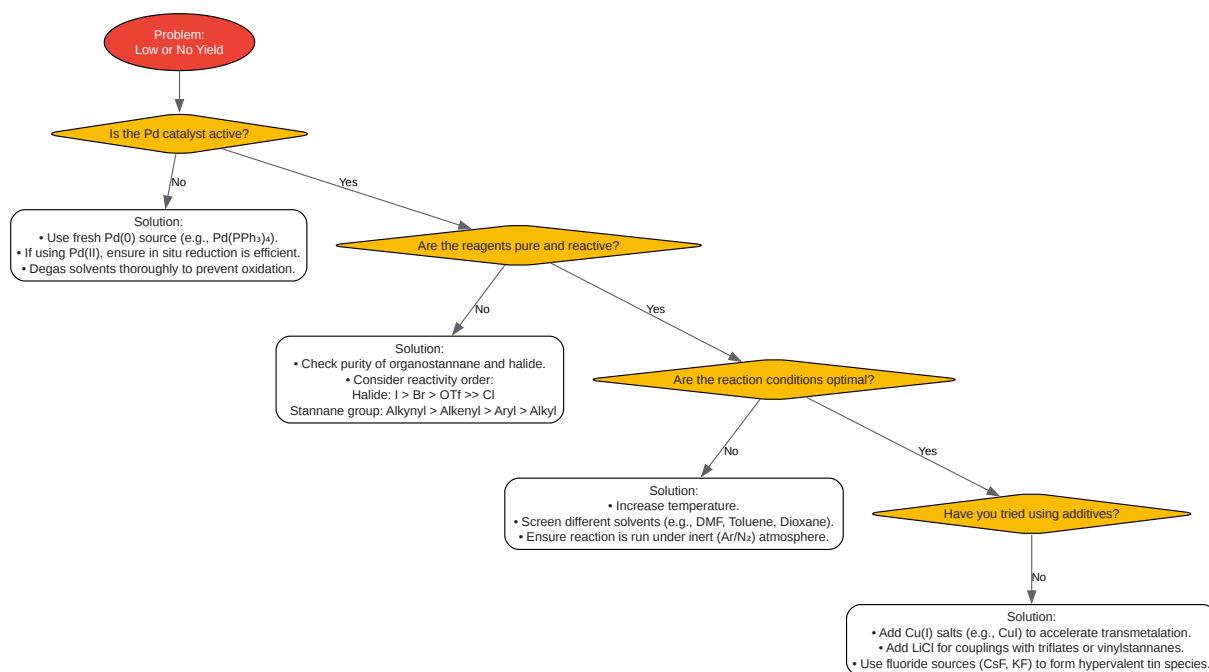 Problem:
Low or No Yield
Is the Pd catalyst active?
No
Yes
Solution:
• Use fresh Pd(0) source (e.g., Pd(PPh₃)₄).
• If using Pd(II), ensure in situ reduction is efficient.
• Degas solvents thoroughly to prevent oxidation.
Are the reagents pure and reactive?
No
Yes
Solution:
• Check purity of organostannane and halide.
• Consider reactivity order:
Halide: I > Br > OTf >> Cl
Stannane group: Alkynyl > Alkenyl > Aryl > Alkyl
Are the reaction conditions optimal?
No
Yes
Solution:
• Increase temperature.
• Screen different solvents (e.g., DMF, Toluene, Dioxane).
• Ensure reaction is run under inert (Ar/N₂) atmosphere.
Have you tried using additives?
No
Solution:
• Add Cu(I) salts (e.g., CuI) to accelerate transmetalation.
• Add LiCl for couplings with triflates or vinylstannanes.
• Use fluoride sources (CsF, KF) to form hypervalent tin species.